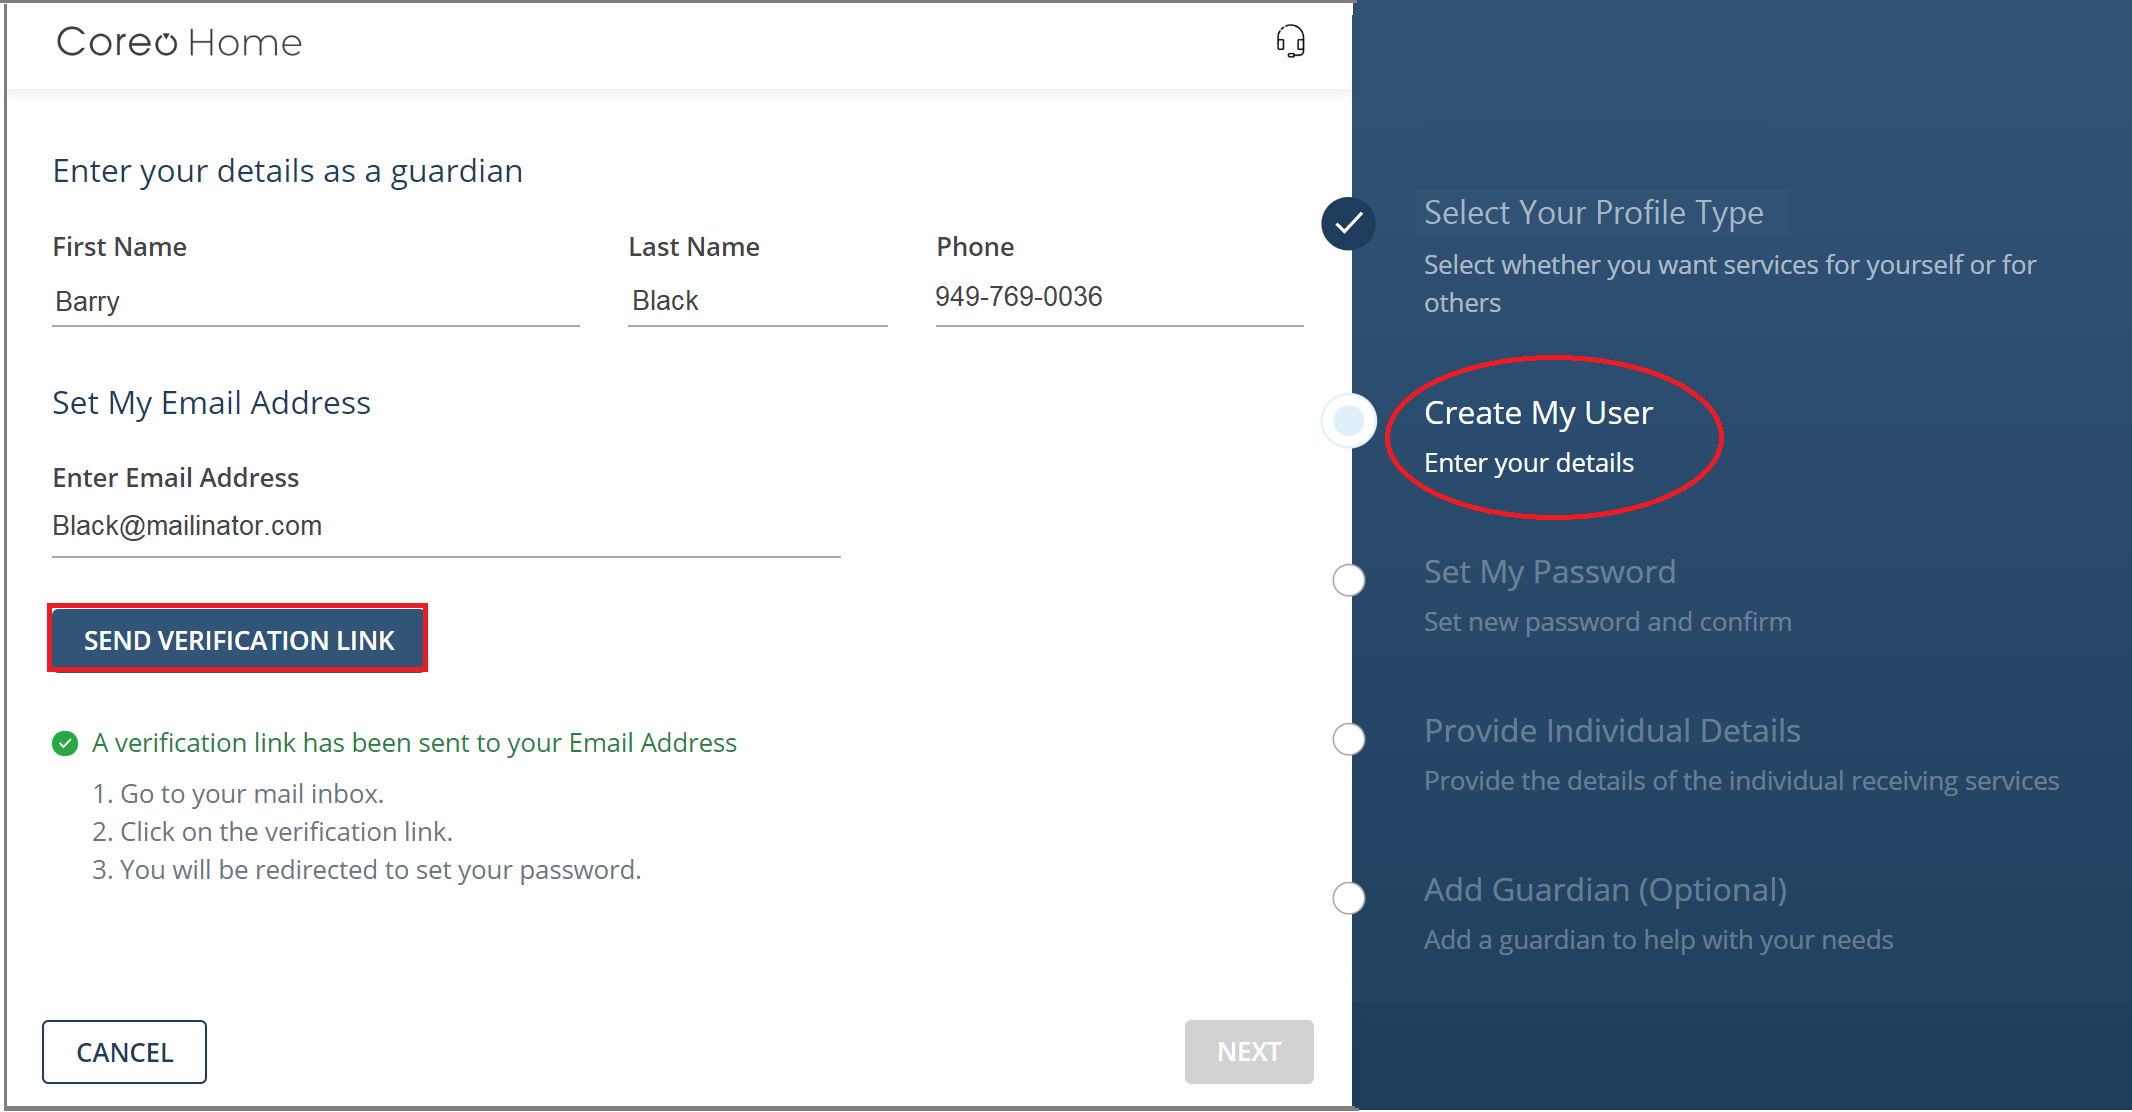 Coreo Home
Enter your details as a guardian
First Name
Last Name
Phone
Barry
Black
949-769-0036
Set My Email Address
Enter Email Address
Black@mailinator.com
SEND VERIFICATION LINK
A verification link has been sent to your Email Address
1. Go to your mail inbox.
2. Click on the verification link.
3. You will be redirected to set your password.
CANCEL
NEXT
Select Your Profile Type
Select whether you want services for yourself or for
others
Create My User
Enter your details
Set My Password
Set new password and confirm
Provide Individual Details
Provide the details of the individual receiving services
Add Guardian (Optional)
Add a guardian to help with your needs